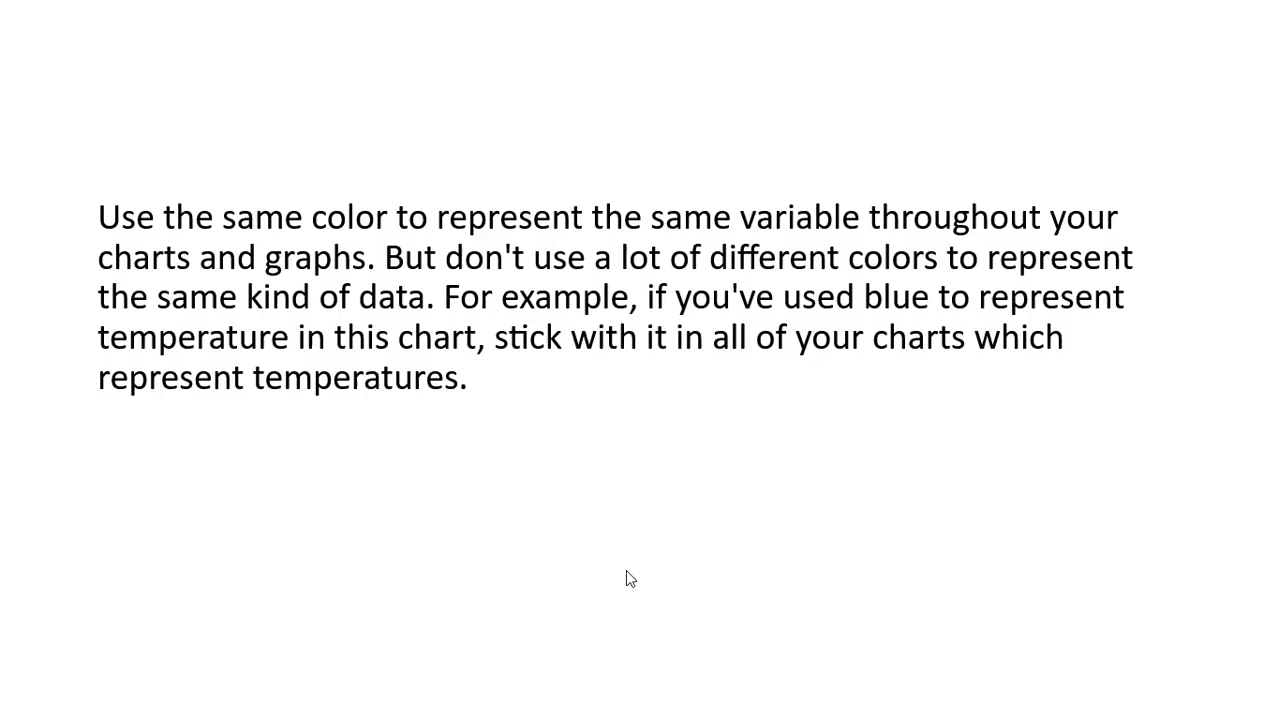 Use the same color to represent the same variable throughout your
charts and graphs. But don't use a lot of different colors to represent
the same kind of data. For example, if you've used blue to represent
temperature in this chart, stick with it in all of your charts which
represent temperatures.